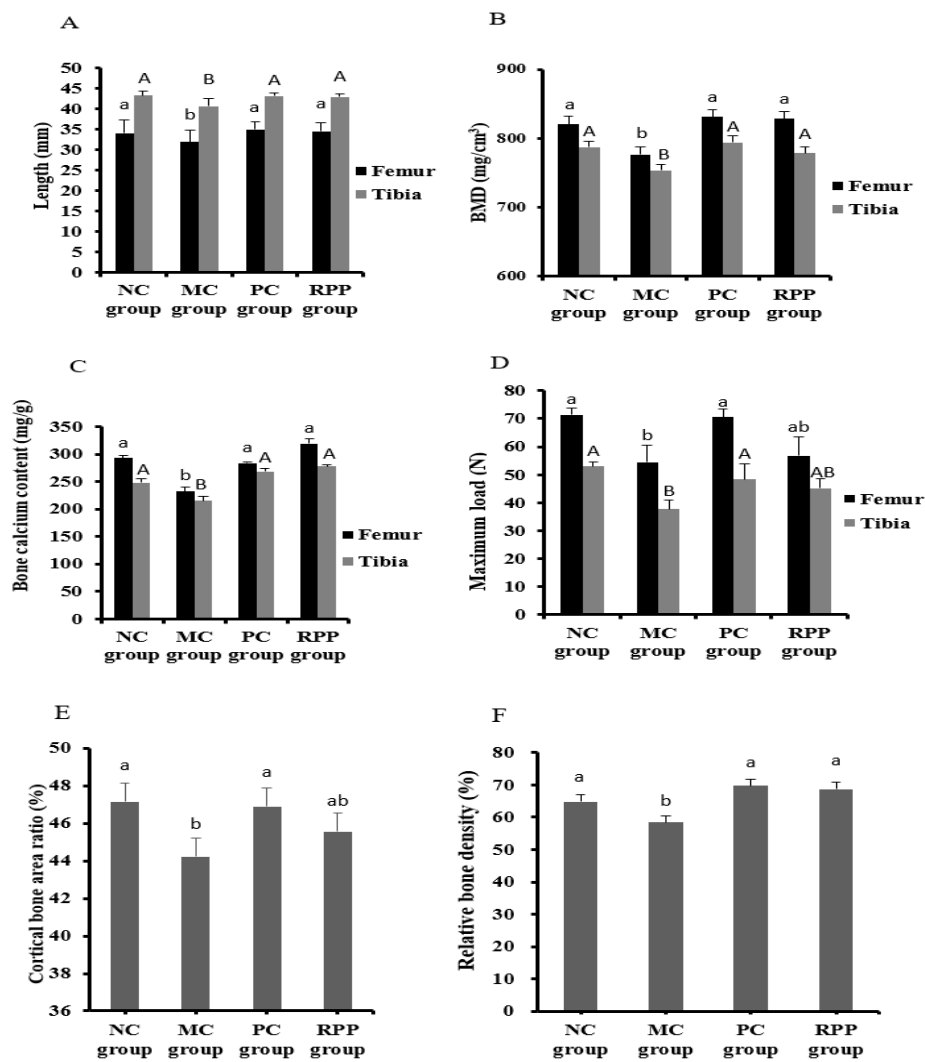 A
Length (mm)
50
45
40
35
30
25
20
15
10
5
0
a A b B a A a A
Femur
Tibia
NC MC PC RPP
group group group group
B
BMD (mg/cm³)
900
800
700
600
a A b B a A a A
Femur
Tibia
NC MC PC RPP
group group group group
C
Bone calcium content (mg/g)
350
300
250
200
150
100
50
0
a A b B a A a A
Femur
Tibia
NC MC PC RPP
group group group group
D
Maximum load (N)
80
70
60
50
40
30
20
10
0
a A b B a A ab AB
Femur
Tibia
NC MC PC RPP
group group group group
E
Cortical bone area ratio (%)
50
48
46
44
42
40
38
36
a b a ab
NC MC PC RPP
group group group group
F
Relative bone density (%)
80
70
60
50
40
30
20
10
0
a b a a
NC MC PC RPP
group group group group